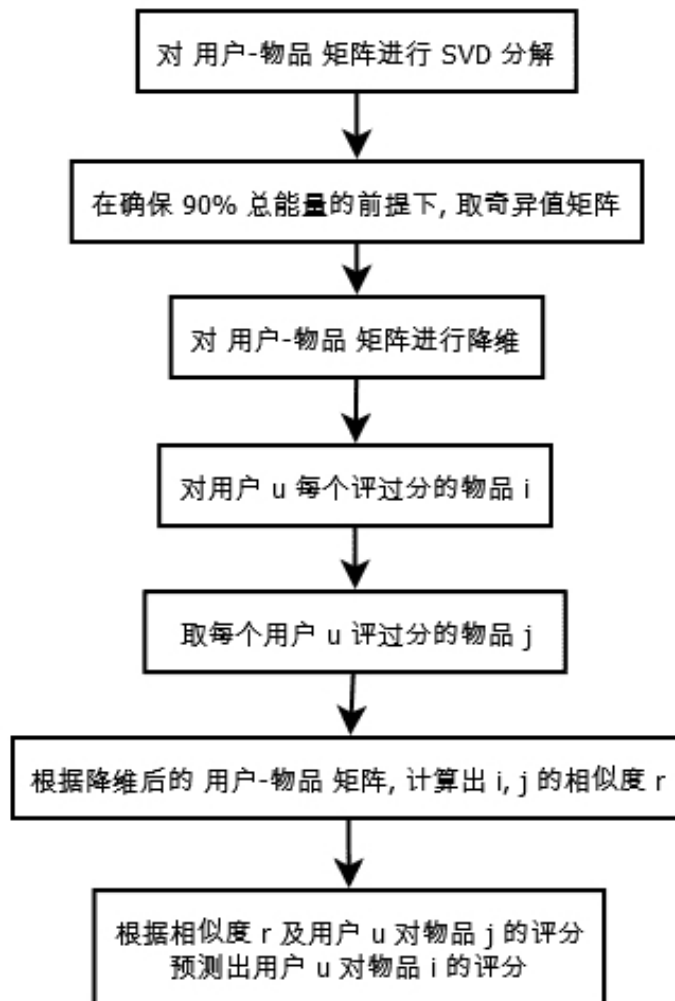 对 用户-物品 矩阵进行 SVD 分解
在确保 90% 总能量的前提下, 取奇异值矩阵
对 用户-物品 矩阵进行降维
对用户 u 每个评过分的物品 i
取每个用户 u 评过分的物品 j
根据降维后的 用户-物品 矩阵, 计算出 i, j 的相似度 r
根据相似度 r 及用户 u 对物品 j 的评分
预测出用户 u 对物品 i 的评分